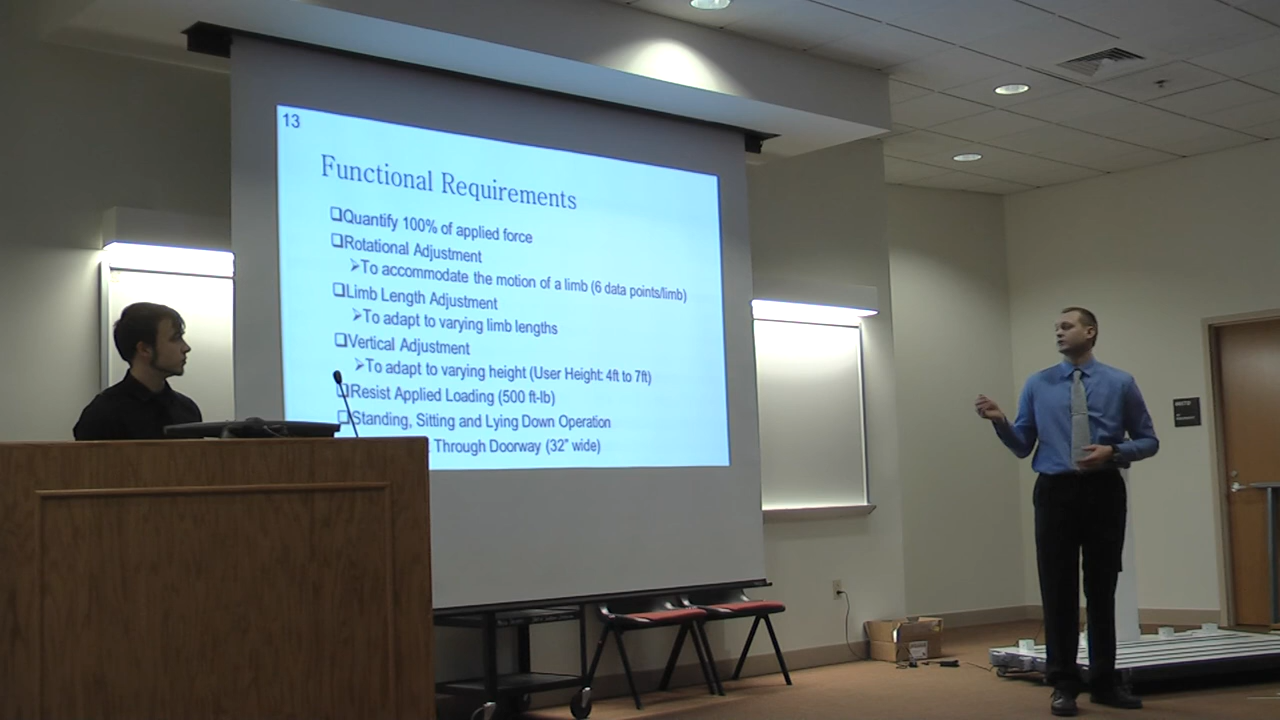 13
Functional Requirements
❑Quantify 100% of applied force
❑Rotational Adjustment
➢To accommodate the motion of a limb (6 data points/limb)
❑Limb Length Adjustment
➢To adapt to varying limb lengths
❑Vertical Adjustment
➢To adapt to varying height (User Height: 4ft to 7ft)
❑Resist Applied Loading (500 ft-lb)
❑Standing, Sitting and Lying Down Operation
Through Doorway (32” wide)